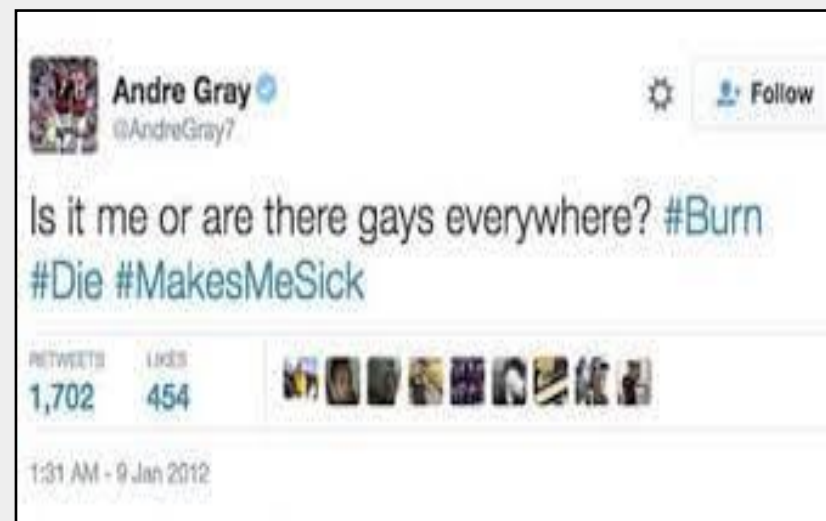 Andre Gray
@AndreGray7
Follow
Is it me or are there gays everywhere? #Burn
#Die #MakesMeSick
RETWEETS LIKES
1,702 454
1:31 AM - 9 Jan 2012